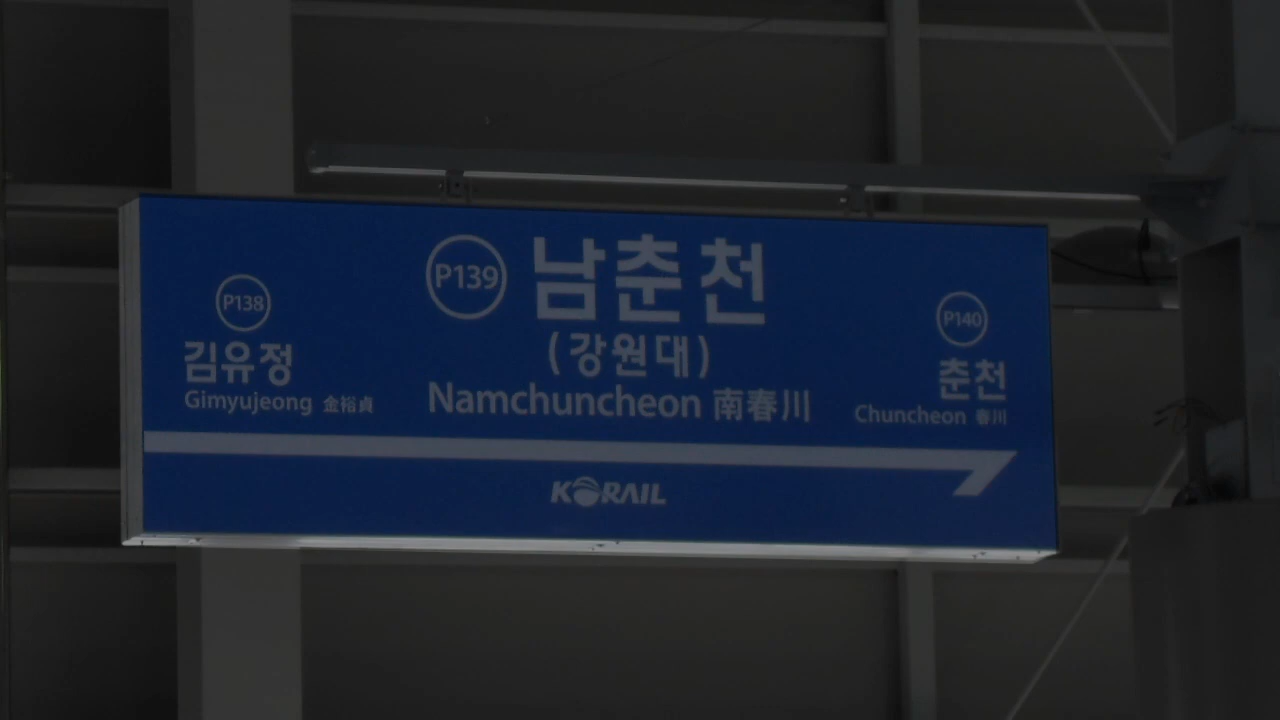 P138
김유정
Gimyujeong 金裕貞
P139 남춘천
(강원대)
Namchuncheon 南春川
P140
춘천
Chuncheon 春川
KORAIL